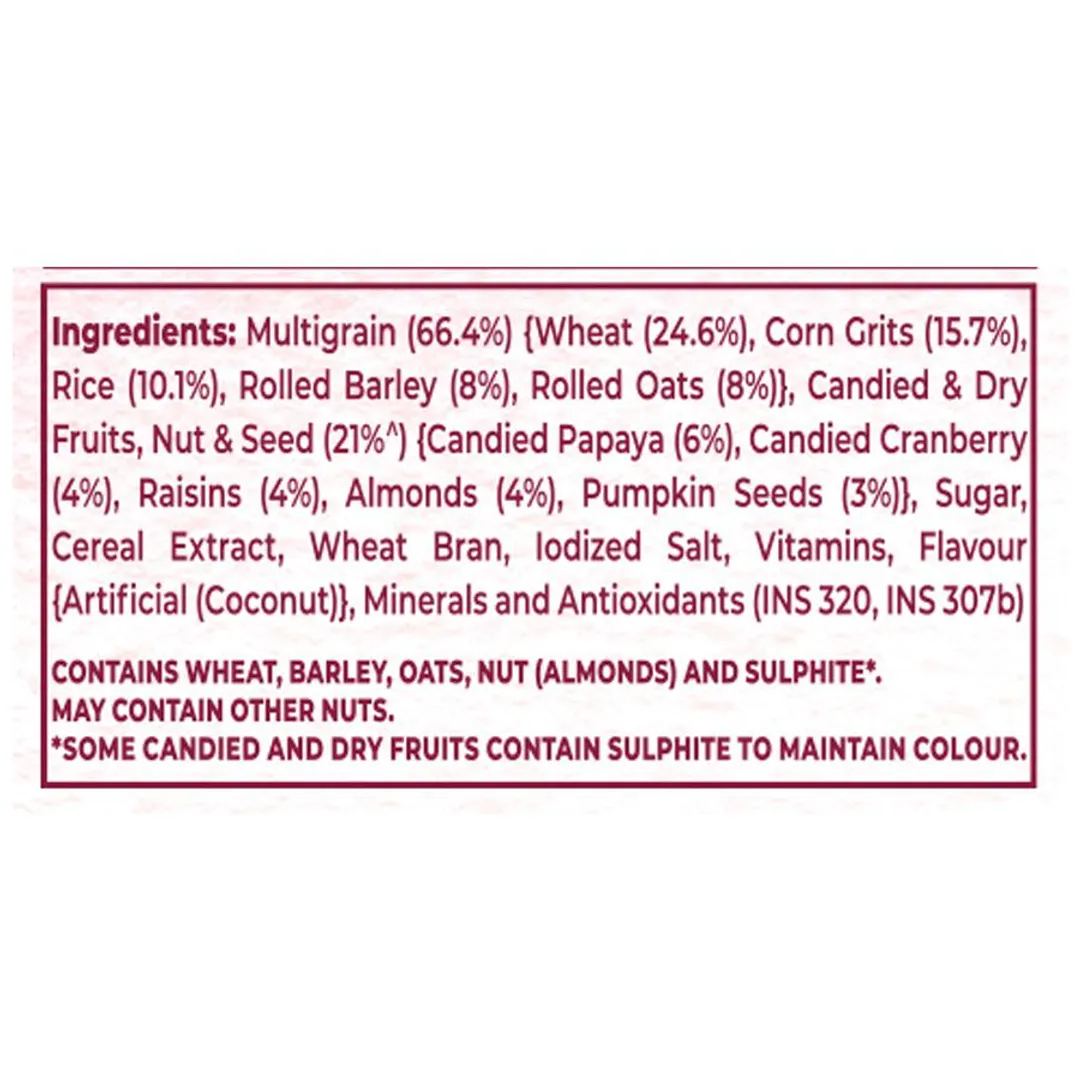 Ingredients: Multigrain (66.4%) {Wheat (24.6%), Corn Grits (15.7%),
Rice (10.1%), Rolled Barley (8%), Rolled Oats (8%)}, Candied & Dry
Fruits, Nut & Seed (21%^) {Candied Papaya (6%), Candied Cranberry
(4%), Raisins (4%), Almonds (4%), Pumpkin Seeds (3%)}, Sugar,
Cereal Extract, Wheat Bran, Iodized Salt, Vitamins, Flavour
{Artificial (Coconut)}, Minerals and Antioxidants (INS 320, INS 307b)
CONTAINS WHEAT, BARLEY, OATS, NUT (ALMONDS) AND SULPHITE*.
MAY CONTAIN OTHER NUTS.
*SOME CANDIED AND DRY FRUITS CONTAIN SULPHITE TO MAINTAIN COLOUR.